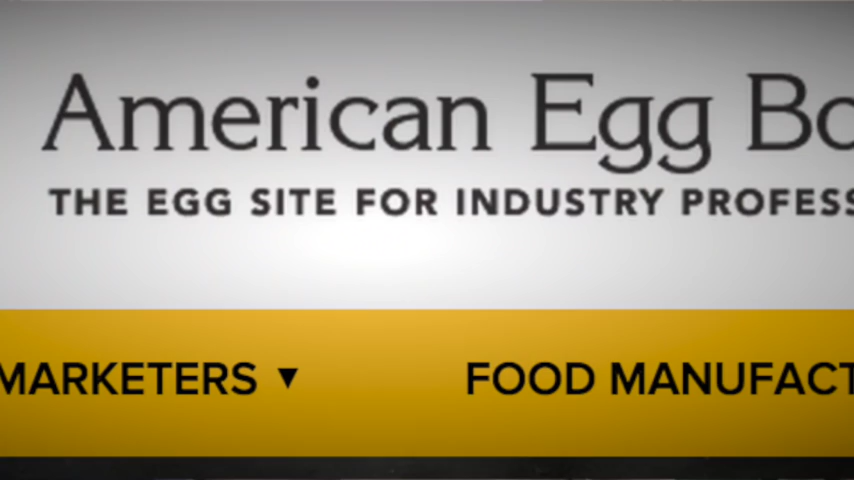 American Egg Bo
THE EGG SITE FOR INDUSTRY PROFESS
MARKETERS ▼ FOOD MANUFACT